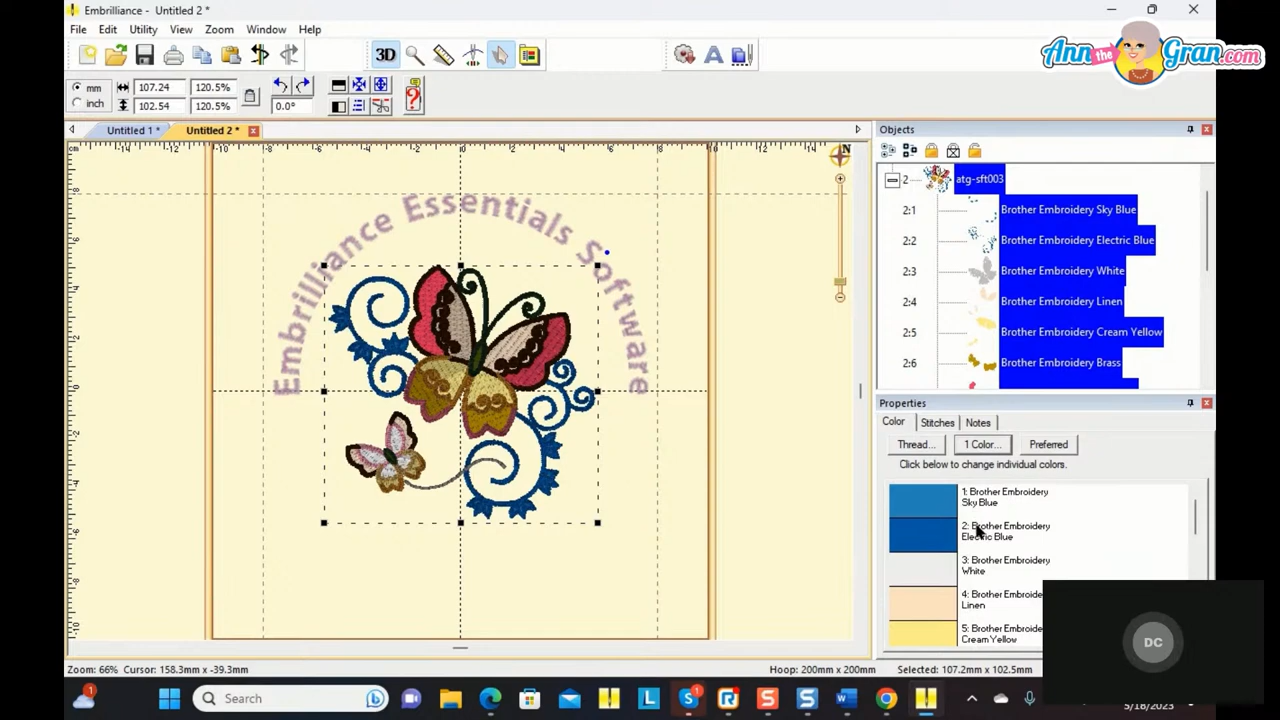 Embrilliance - Untitled 2 *
Ann the Gran.com
File Edit Utility View Zoom Window Help
3D
mm 107.24 120.5%
inch 102.54 120.5% 0.0°
Untitled 1 * Untitled 2 *
Objects
N
2 atg-sft003
2:1 Brother Embroidery Sky Blue
2:2 Brother Embroidery Electric Blue
2:3 Brother Embroidery White
2:4 Brother Embroidery Linen
2:5 Brother Embroidery Cream Yellow
2:6 Brother Embroidery Brass
Embrilliance Essentials Software
Properties
Color Stitches Notes
Thread... 1 Color... Preferred
Click below to change individual colors.
1: Brother Embroidery
Sky Blue
2: Brother Embroidery
Electric Blue
3: Brother Embroidery
White
4: Brother Embroide
Linen
5: Brother Embroide
Cream Yellow
DC
Zoom: 66% Cursor: 158.3mm x -39.3mm Hoop: 200mm x 200mm Selected: 107.2mm x 102.5mm
Search
5/18/2023